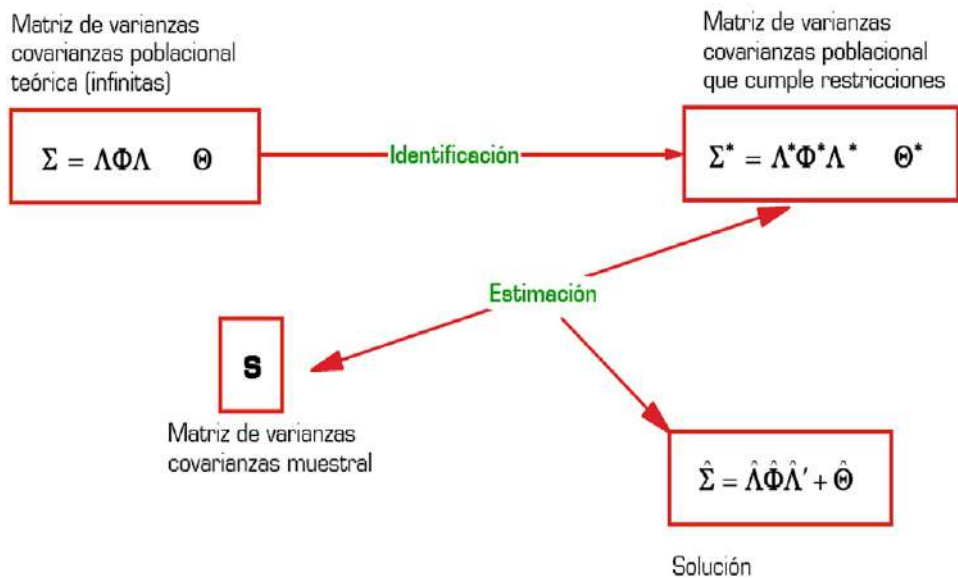 Matriz de varianzas
covarianzas poblacional
teórica (infinitas)
Matriz de varianzas
covarianzas poblacional
que cumple restricciones
Σ = ΛΦΛ Θ
Identificación
Σ* = Λ*Φ*Λ* Θ*
Estimación
S
Matriz de varianzas
covarianzas muestral
Σ̂ = Λ̂Φ̂Λ̂′ + Θ̂
Solución